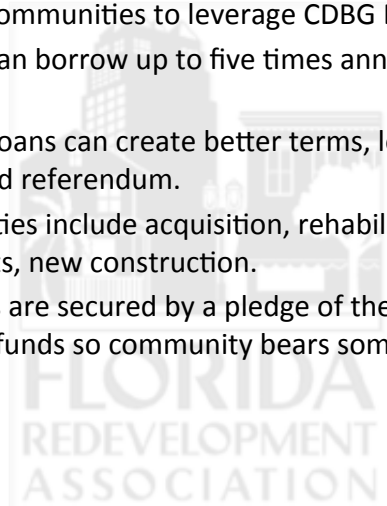 ommunities to leverage CDBG
an borrow up to five times ann
oans can create better terms, l
d referendum.
ties include acquisition, rehabil
ts, new construction.
are secured by a pledge of the
funds so community bears som
FLORIDA
REDEVELOPMENT
ASSOCIATION